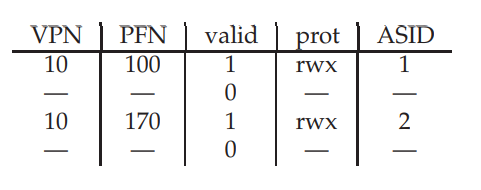 VPN PFN valid prot ASID
10 100 1 rwx 1
— — 0 — —
10 170 1 rwx 2
— — 0 — —